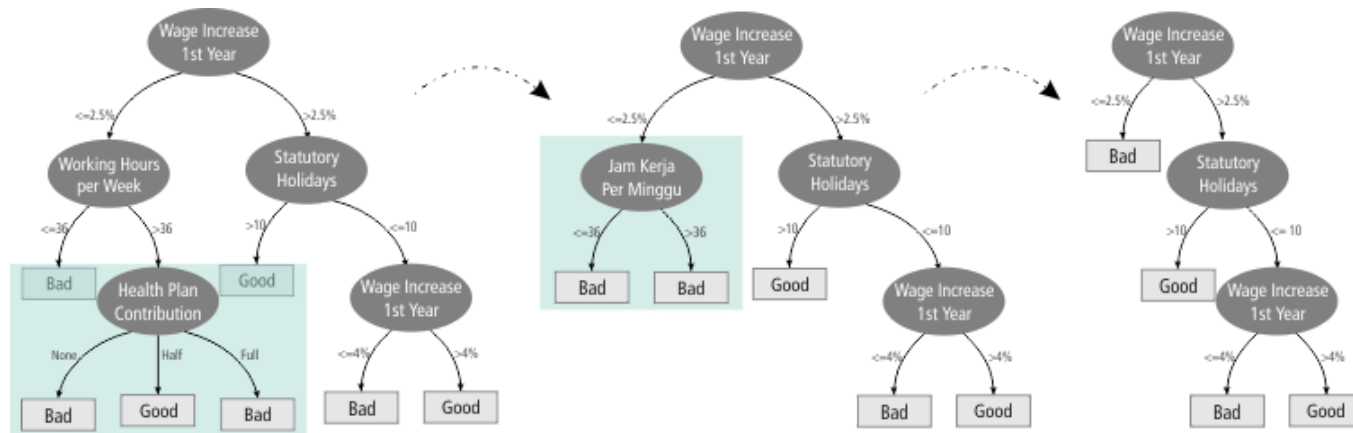 Wage Increase
1st Year
<=2.5%
>2.5%
Working Hours
per Week
Statutory
Holidays
<=36
>36
>10
<=10
Bad
Health Plan
Contribution
Good
Wage Increase
1st Year
None
Half
Full
<=4%
>4%
Bad
Good
Bad
Bad
Good
Wage Increase
1st Year
<=2.5%
>2.5%
Jam Kerja
Per Minggu
Statutory
Holidays
<=36
>36
>10
<=10
Bad
Bad
Good
Wage Increase
1st Year
<=4%
>4%
Bad
Good
Wage Increase
1st Year
<=2.5%
>2.5%
Bad
Statutory
Holidays
>10
<= 10
Good
Wage Increase
1st Year
<=4%
>4%
Bad
Good